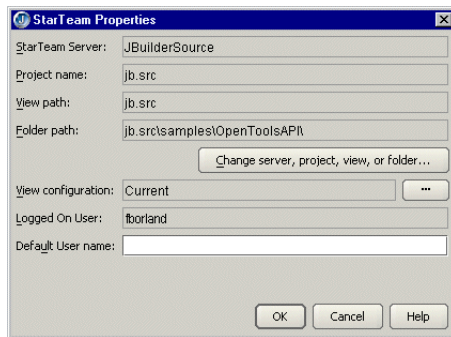 StarTeam Properties
StarTeam Server: JBuilderSource
Project name: jb.src
View path: jb.src
Folder path: jb.src\samples\OpenToolsAPI\
Change server, project, view, or folder...
View configuration: Current ...
Logged On User: fborland
Default User name:
OK Cancel Help